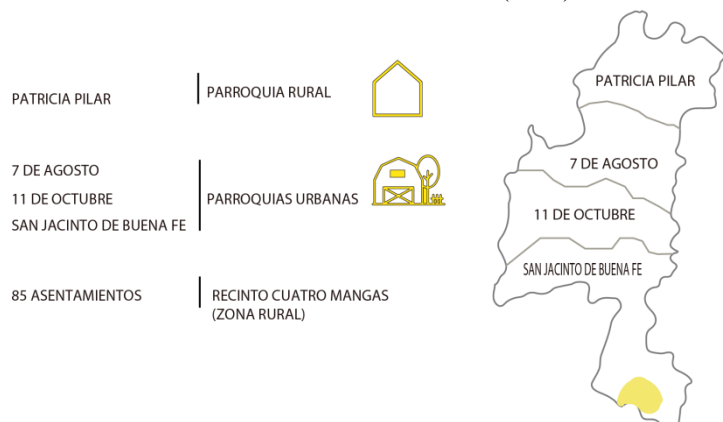 PATRICIA PILAR
PARROQUIA RURAL
7 DE AGOSTO
11 DE OCTUBRE
SAN JACINTO DE BUENA FE
PARROQUIAS URBANAS
85 ASENTAMIENTOS
RECINTO CUATRO MANGAS
(ZONA RURAL)
PATRICIA PILAR
7 DE AGOSTO
11 DE OCTUBRE
SAN JACINTO DE BUENA FE